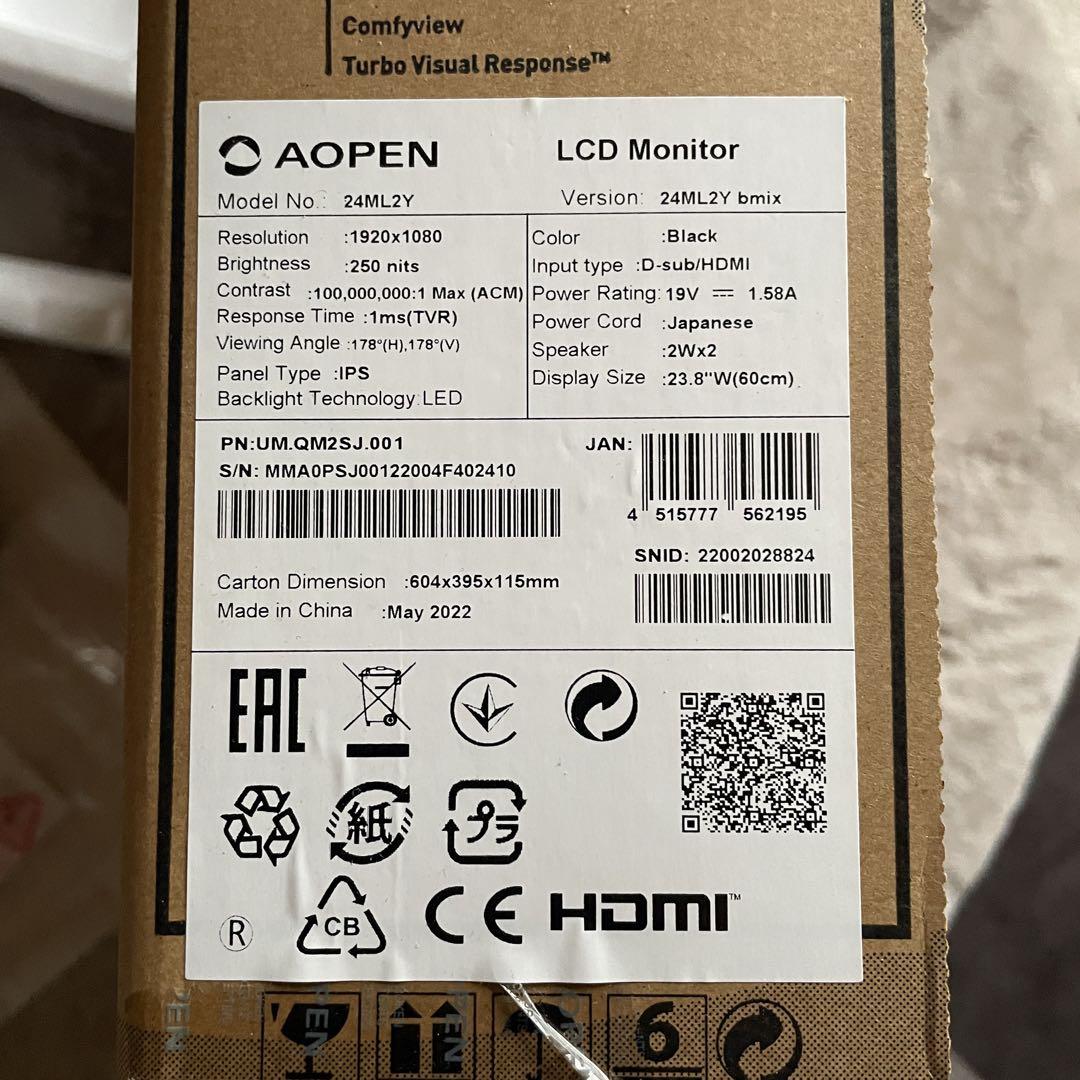 Comfyview
Turbo Visual Response™
AOPEN
LCD Monitor
Model No.: 24ML2Y
Version: 24ML2Y bmix
Resolution :1920x1080
Brightness :250 nits
Contrast :100,000,000:1 Max (ACM)
Response Time :1ms(TVR)
Viewing Angle :178°(H),178°(V)
Panel Type :IPS
Backlight Technology:LED
Color :Black
Input type :D-sub/HDMI
Power Rating: 19V ⎓ 1.58A
Power Cord :Japanese
Speaker :2Wx2
Display Size :23.8"W(60cm)
PN:UM.QM2SJ.001
S/N: MMA0PSJ00122004F402410
JAN:
4 515777 562195
SNID: 22002028824
Carton Dimension :604x395x115mm
Made in China :May 2022
EAC
紙
プラ
®
CB
CE
HDMI™
PEN
PEN
PEN
6